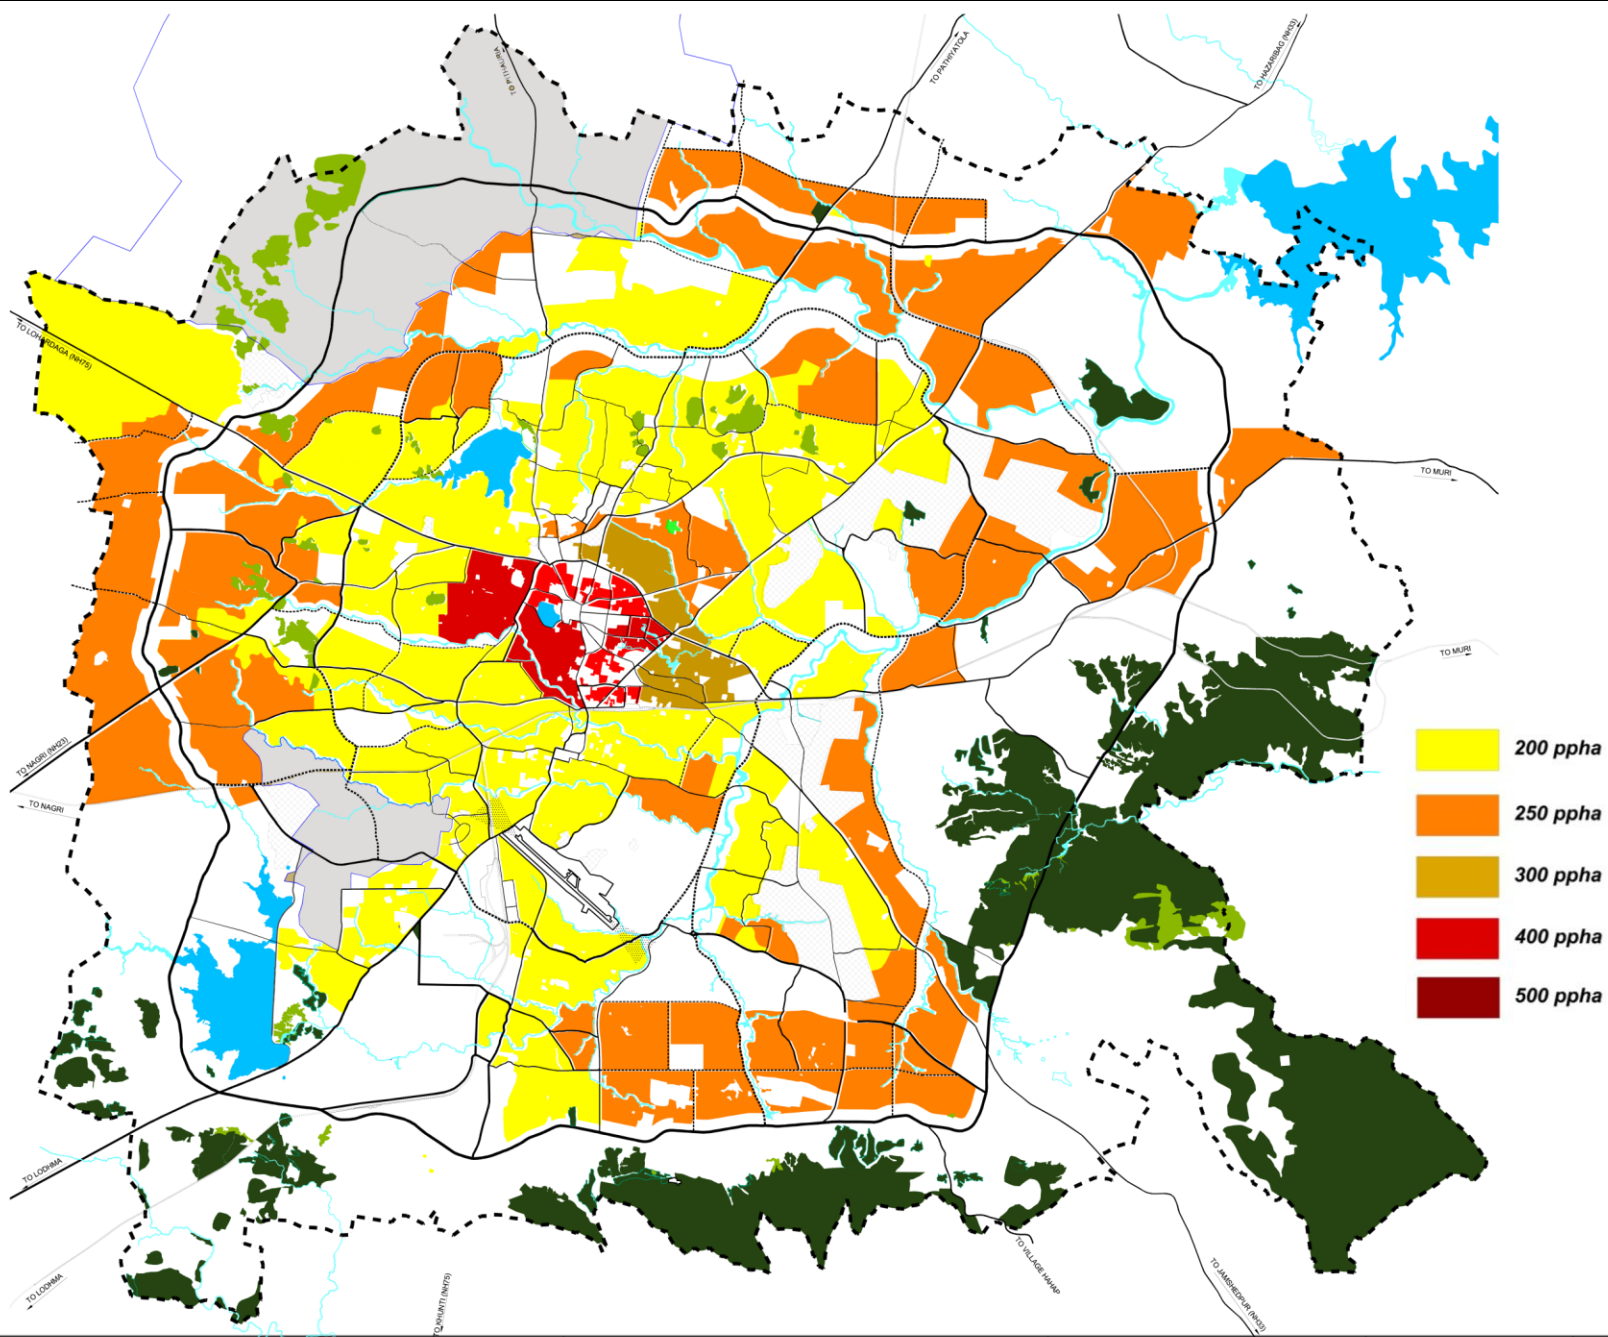 TO PITHAURIA
TO PATHIYATOLA
TO HAZARIBAG (NH33)
TO LOHARDAGA (NH75)
TO MURI
TO MURI
TO NAGRI (NH23)
TO NAGRI
200 ppha
250 ppha
300 ppha
400 ppha
500 ppha
TO LODHMA
TO LODHMA
TO KHUNTI (NH75)
TO VILLAGE HAHAP
TO JAMSHEDPUR (NH33)